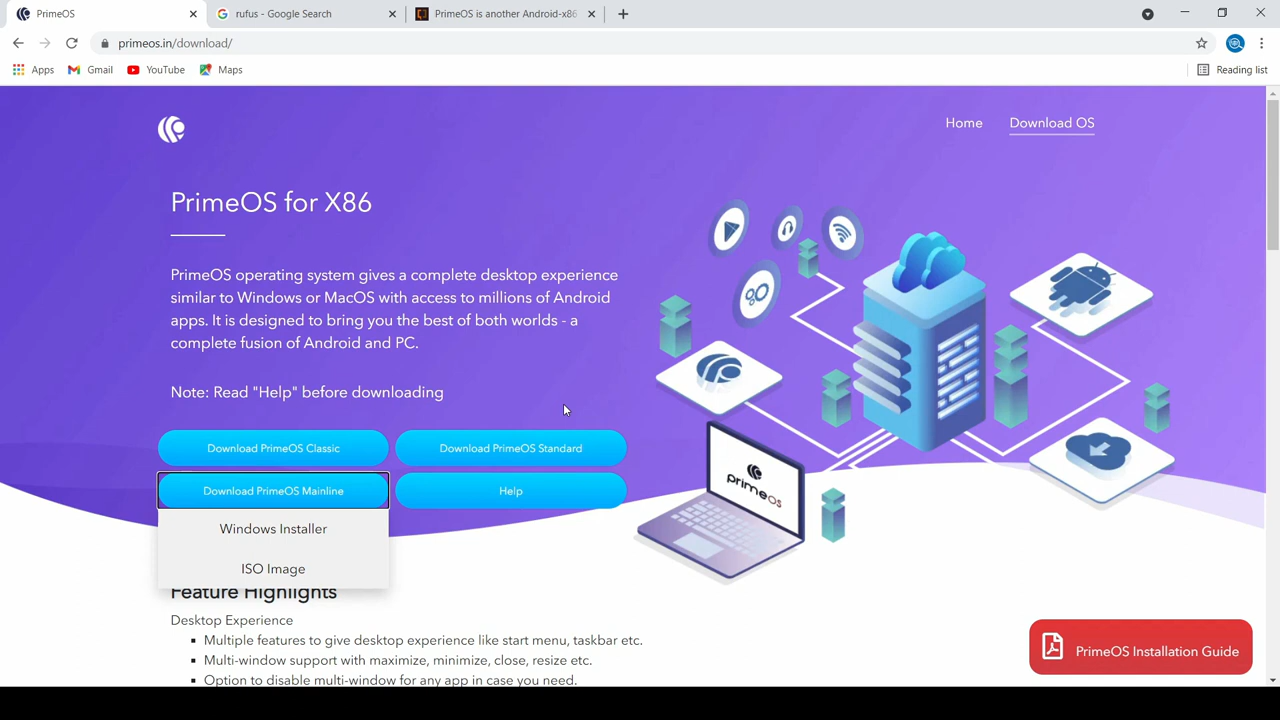 PrimeOS
rufus - Google Search
PrimeOS is another Android-x86
primeos.in/download/
Apps
Gmail
YouTube
Maps
Reading list
Home
Download OS
PrimeOS for X86
PrimeOS operating system gives a complete desktop experience
similar to Windows or MacOS with access to millions of Android
apps. It is designed to bring you the best of both worlds - a
complete fusion of Android and PC.
Note: Read "Help" before downloading
Download PrimeOS Classic
Download PrimeOS Standard
Download PrimeOS Mainline
Help
Windows Installer
ISO Image
primeOS
Feature Highlights
Desktop Experience
Multiple features to give desktop experience like start menu, taskbar etc.
Multi-window support with maximize, minimize, close, resize etc.
Option to disable multi-window for any app in case you need.
PrimeOS Installation Guide